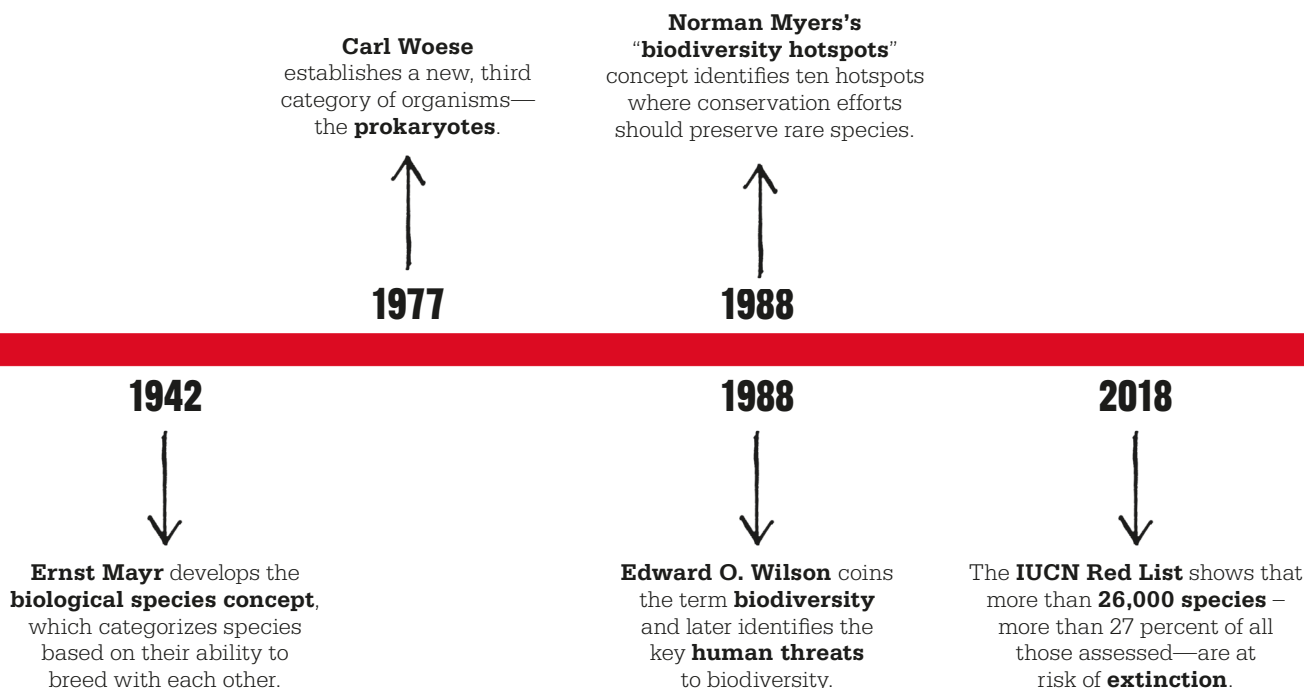 Carl Woese
establishes a new, third
category of organisms—
the prokaryotes.
Norman Myers's
“biodiversity hotspots”
concept identifies ten hotspots
where conservation efforts
should preserve rare species.
1977
1988
1942
1988
2018
Ernst Mayr develops the
biological species concept,
which categorizes species
based on their ability to
breed with each other.
Edward O. Wilson coins
the term biodiversity
and later identifies the
key human threats
to biodiversity.
The IUCN Red List shows that
more than 26,000 species –
more than 27 percent of all
those assessed—are at
risk of extinction.